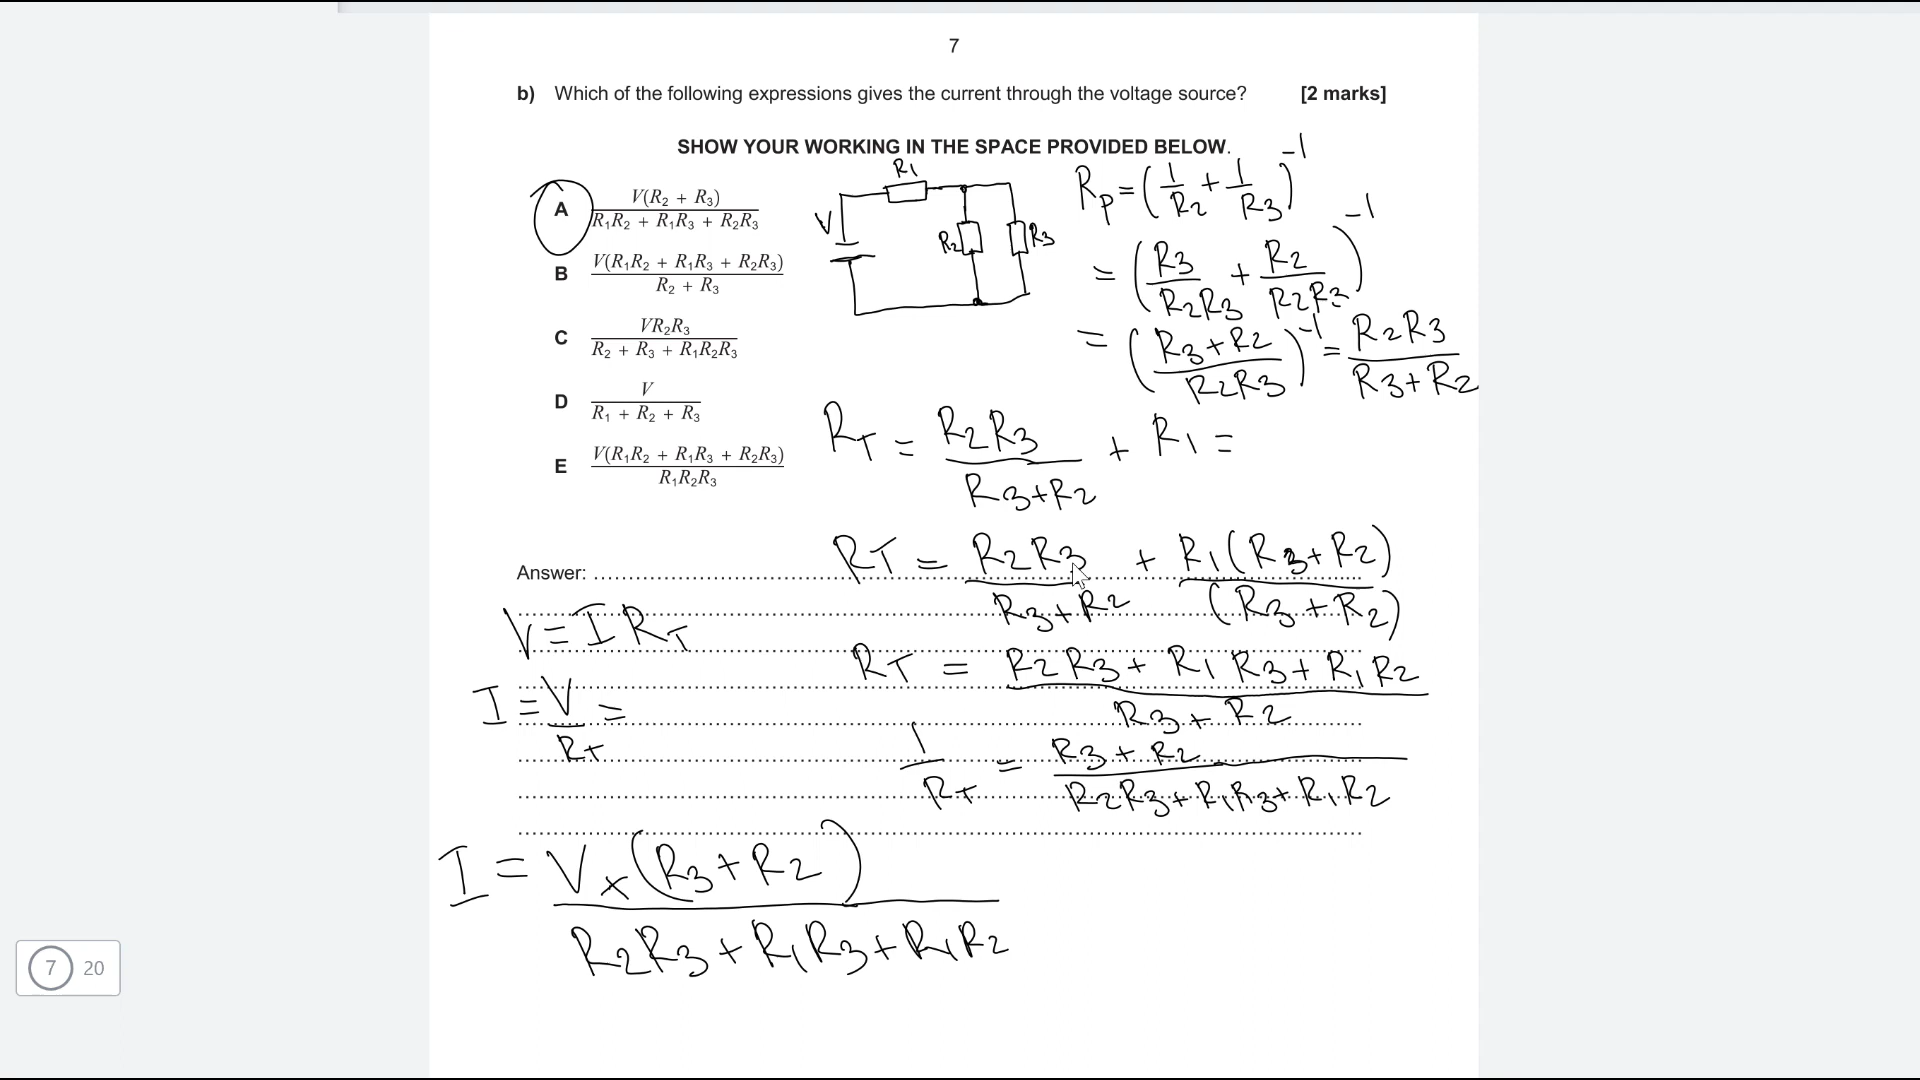 7
b) Which of the following expressions gives the current through the voltage source? [2 marks]
SHOW YOUR WORKING IN THE SPACE PROVIDED BELOW.
A V(R₂ + R₃) / R₁R₂ + R₁R₃ + R₂R₃
B V(R₁R₂ + R₁R₃ + R₂R₃) / R₂ + R₃
C VR₂R₃ / R₂ + R₃ + R₁R₂R₃
D V / R₁ + R₂ + R₃
E V(R₁R₂ + R₁R₃ + R₂R₃) / R₁R₂R₃
R1
V
R2
R3
Rp = (1/R2 + 1/R3)⁻¹
= (R3/R2R3 + R2/R2R3)⁻¹
= (R3+R2/R2R3)⁻¹ = R2R3/R3+R2
RT = R2R3/R3+R2 + R1 =
RT = R2R3/R3+R2 + R1(R3+R2)/(R3+R2)
Answer:
V = IRT
RT = R2R3 + R1R3 + R1R2 / R3+R2
I = V/RT =
1/RT = R3+R2 / R2R3+R1R3+R1R2
I = V×(R3+R2) / R2R3+R1R3+R1R2
7 20